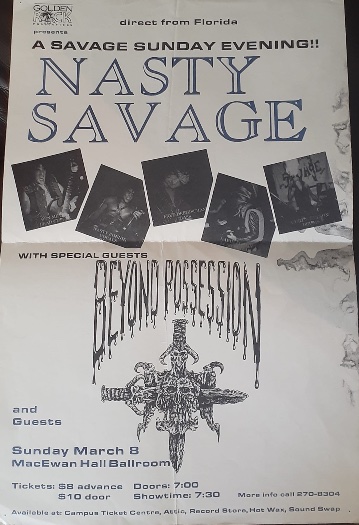 GOLDEN
ROCK
presents
direct from Florida
A SAVAGE SUNDAY EVENING!!
NASTY
SAVAGE
WITH SPECIAL GUESTS
BEYOND POSSESSION
and
Guests
Sunday March 8
MacEwan Hall Ballroom
Tickets: $8 advance Doors: 7:00
$10 door Showtime: 7:30 More info call 270-8304
Available at: Campus Ticket Centre, Attic, Record Store, Hot Wax, Sound Swap